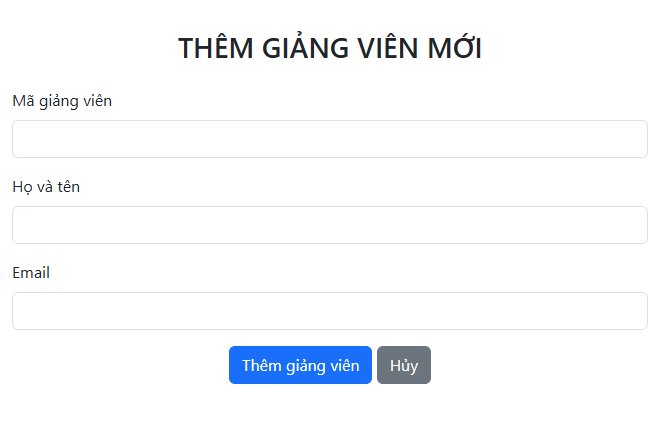 THÊM GIẢNG VIÊN MỚI
Mã giảng viên
Họ và tên
Email
Thêm giảng viên Hủy